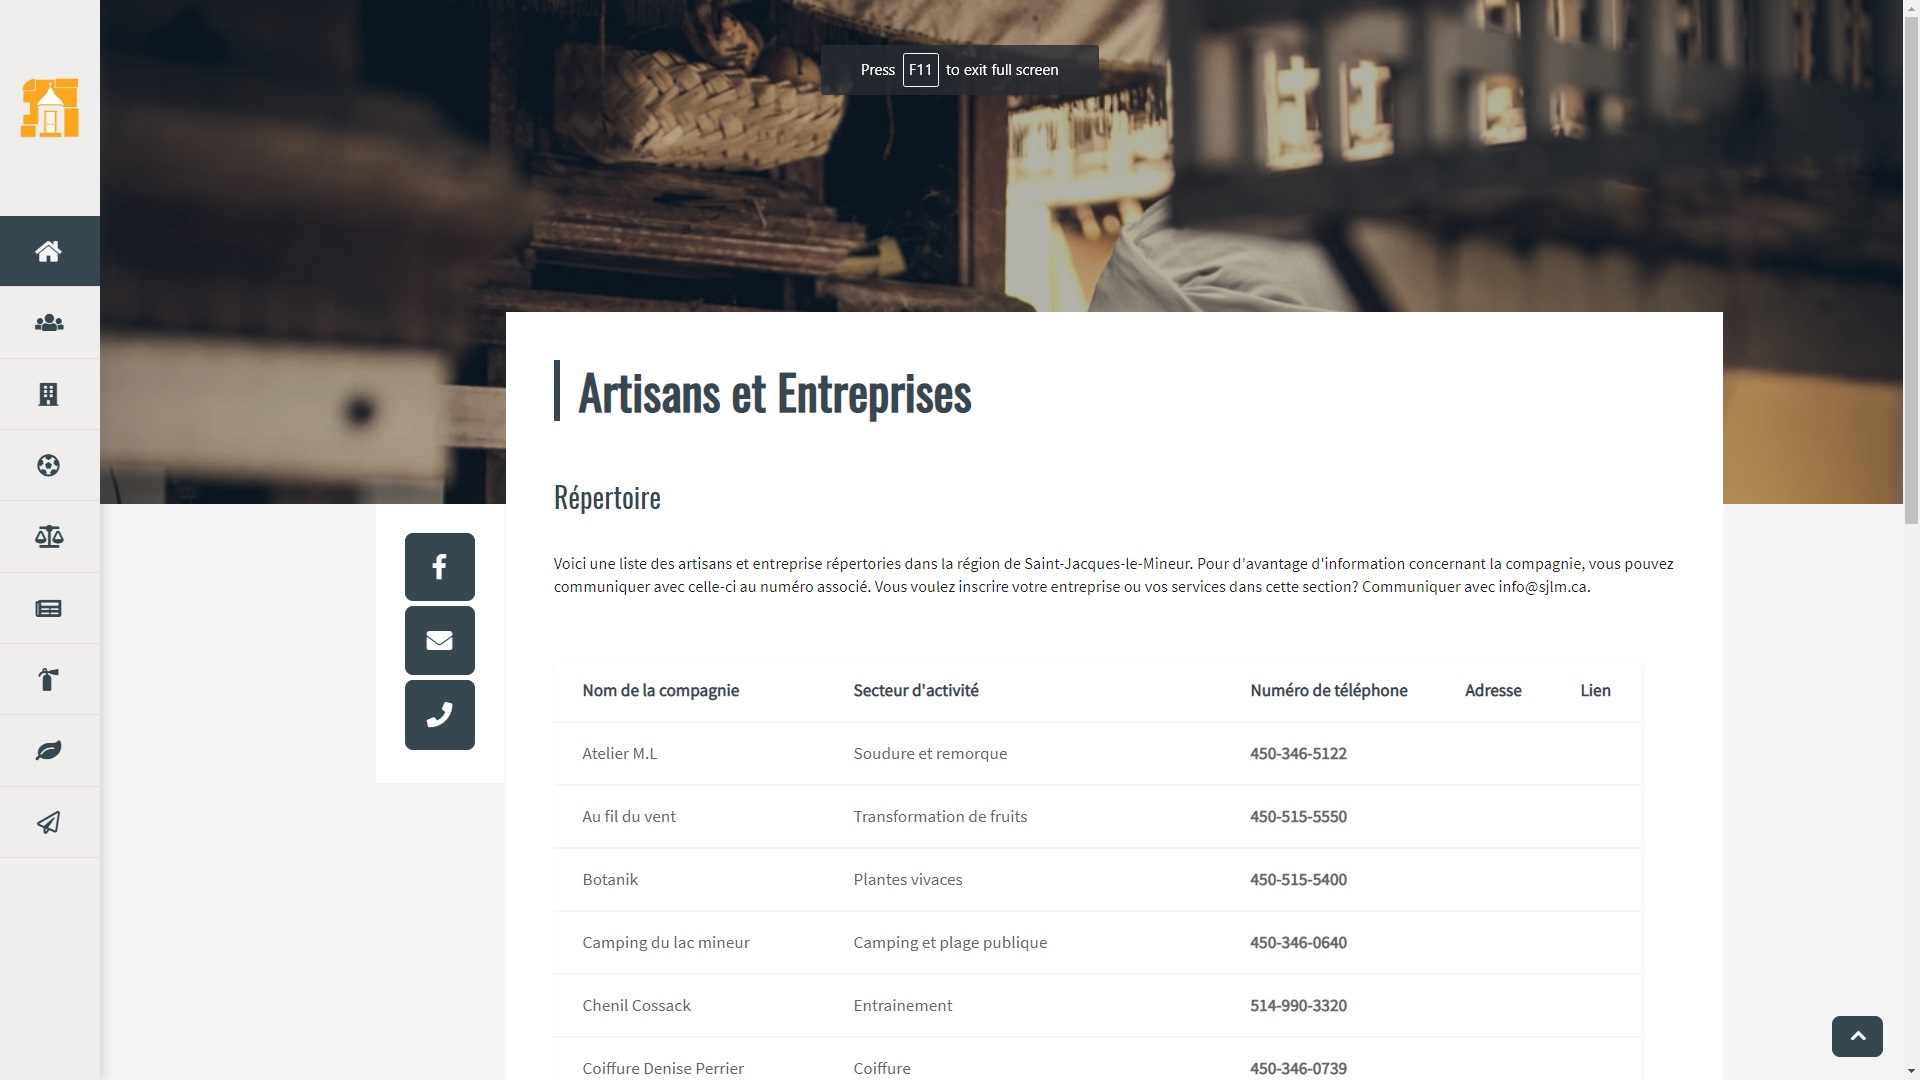 Press F11 to exit full screen
Artisans et Entreprises
Répertoire
Voici une liste des artisans et entreprise répertories dans la région de Saint-Jacques-le-Mineur. Pour d'avantage d'information concernant la compagnie, vous pouvez
communiquer avec celle-ci au numéro associé. Vous voulez inscrire votre entreprise ou vos services dans cette section? Communiquer avec info@sjlm.ca.
Nom de la compagnie Secteur d'activité Numéro de téléphone Adresse Lien
Atelier M.L Soudure et remorque 450-346-5122
Au fil du vent Transformation de fruits 450-515-5550
Botanik Plantes vivaces 450-515-5400
Camping du lac mineur Camping et plage publique 450-346-0640
Chenil Cossack Entrainement 514-990-3320
Coiffure Denise Perrier Coiffure 450-346-0739